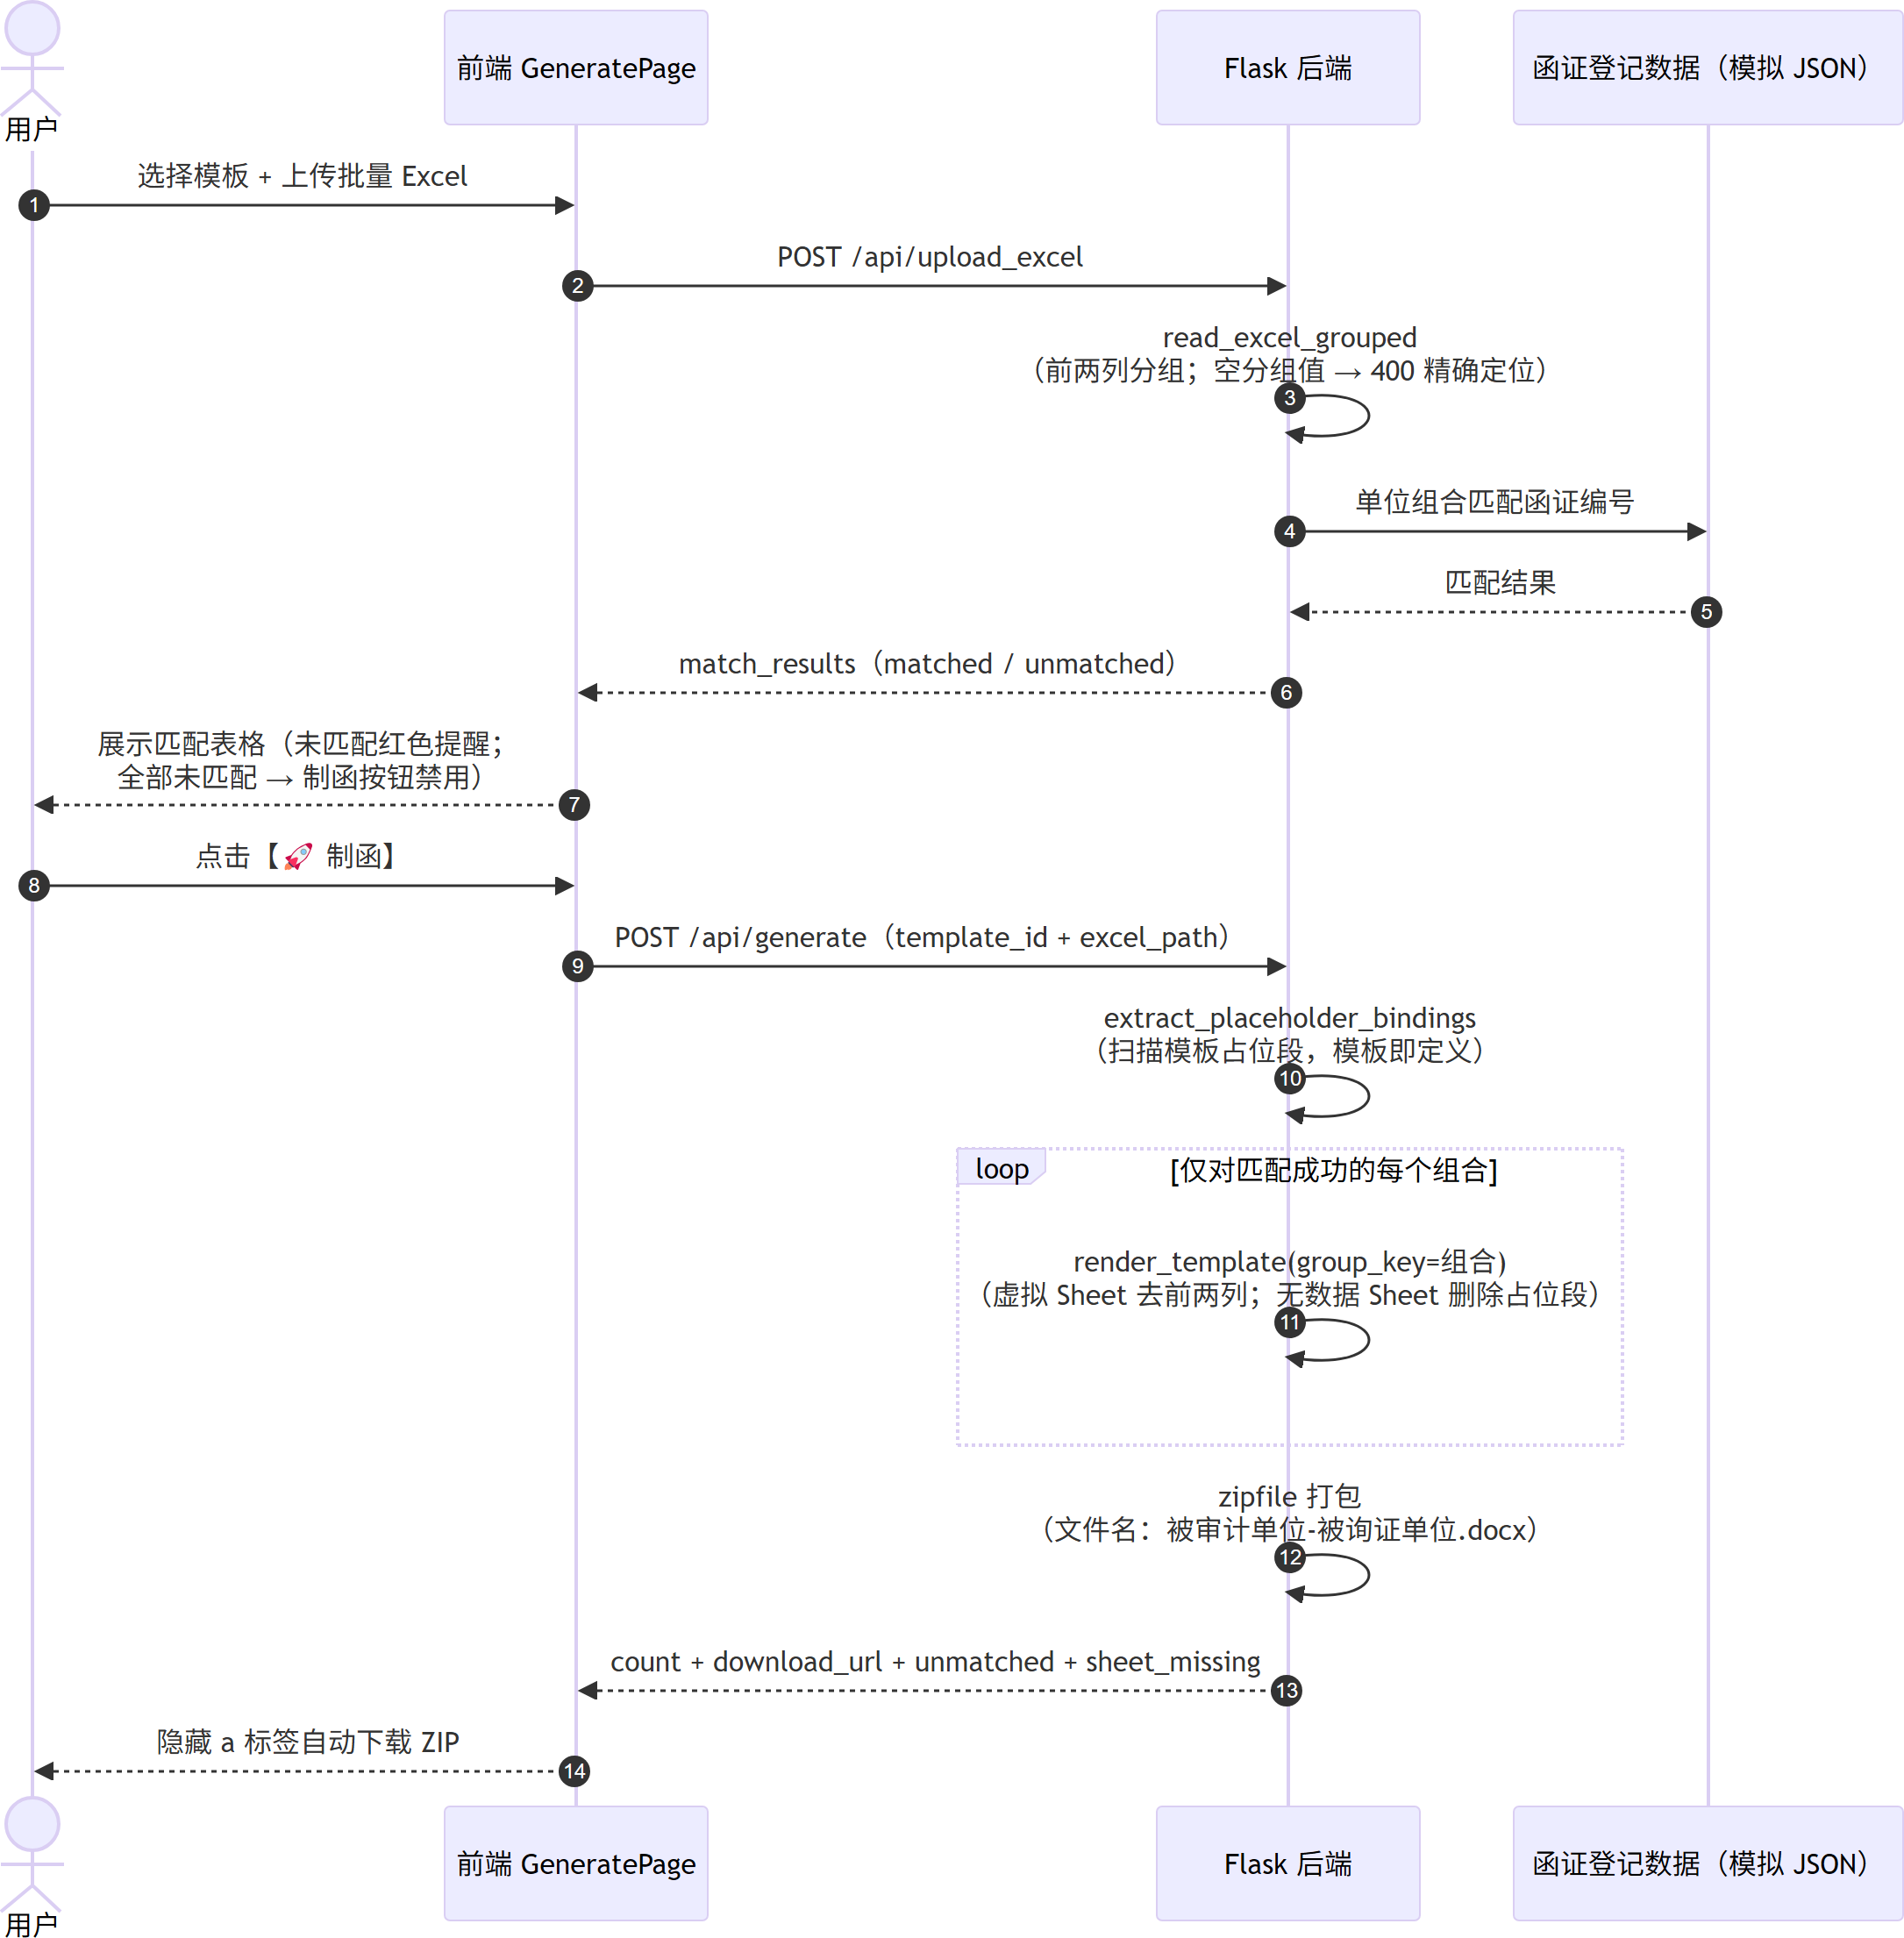 用户
前端 GeneratePage
Flask 后端
函证登记数据（模拟 JSON）
选择模板 + 上传批量 Excel
1
POST /api/upload_excel
2
read_excel_grouped
（前两列分组；空分组值 → 400 精确定位）
3
单位组合匹配函证编号
4
匹配结果
5
match_results（matched / unmatched）
6
展示匹配表格（未匹配红色提醒；
全部未匹配 → 制函按钮禁用）
7
点击【🚀 制函】
8
POST /api/generate（template_id + excel_path）
9
extract_placeholder_bindings
（扫描模板占位段，模板即定义）
10
loop
[仅对匹配成功的每个组合]
render_template(group_key=组合)
（虚拟 Sheet 去前两列；无数据 Sheet 删除占位段）
11
zipfile 打包
（文件名：被审计单位-被询证单位.docx）
12
count + download_url + unmatched + sheet_missing
13
隐藏 a 标签自动下载 ZIP
14
用户
前端 GeneratePage
Flask 后端
函证登记数据（模拟 JSON）